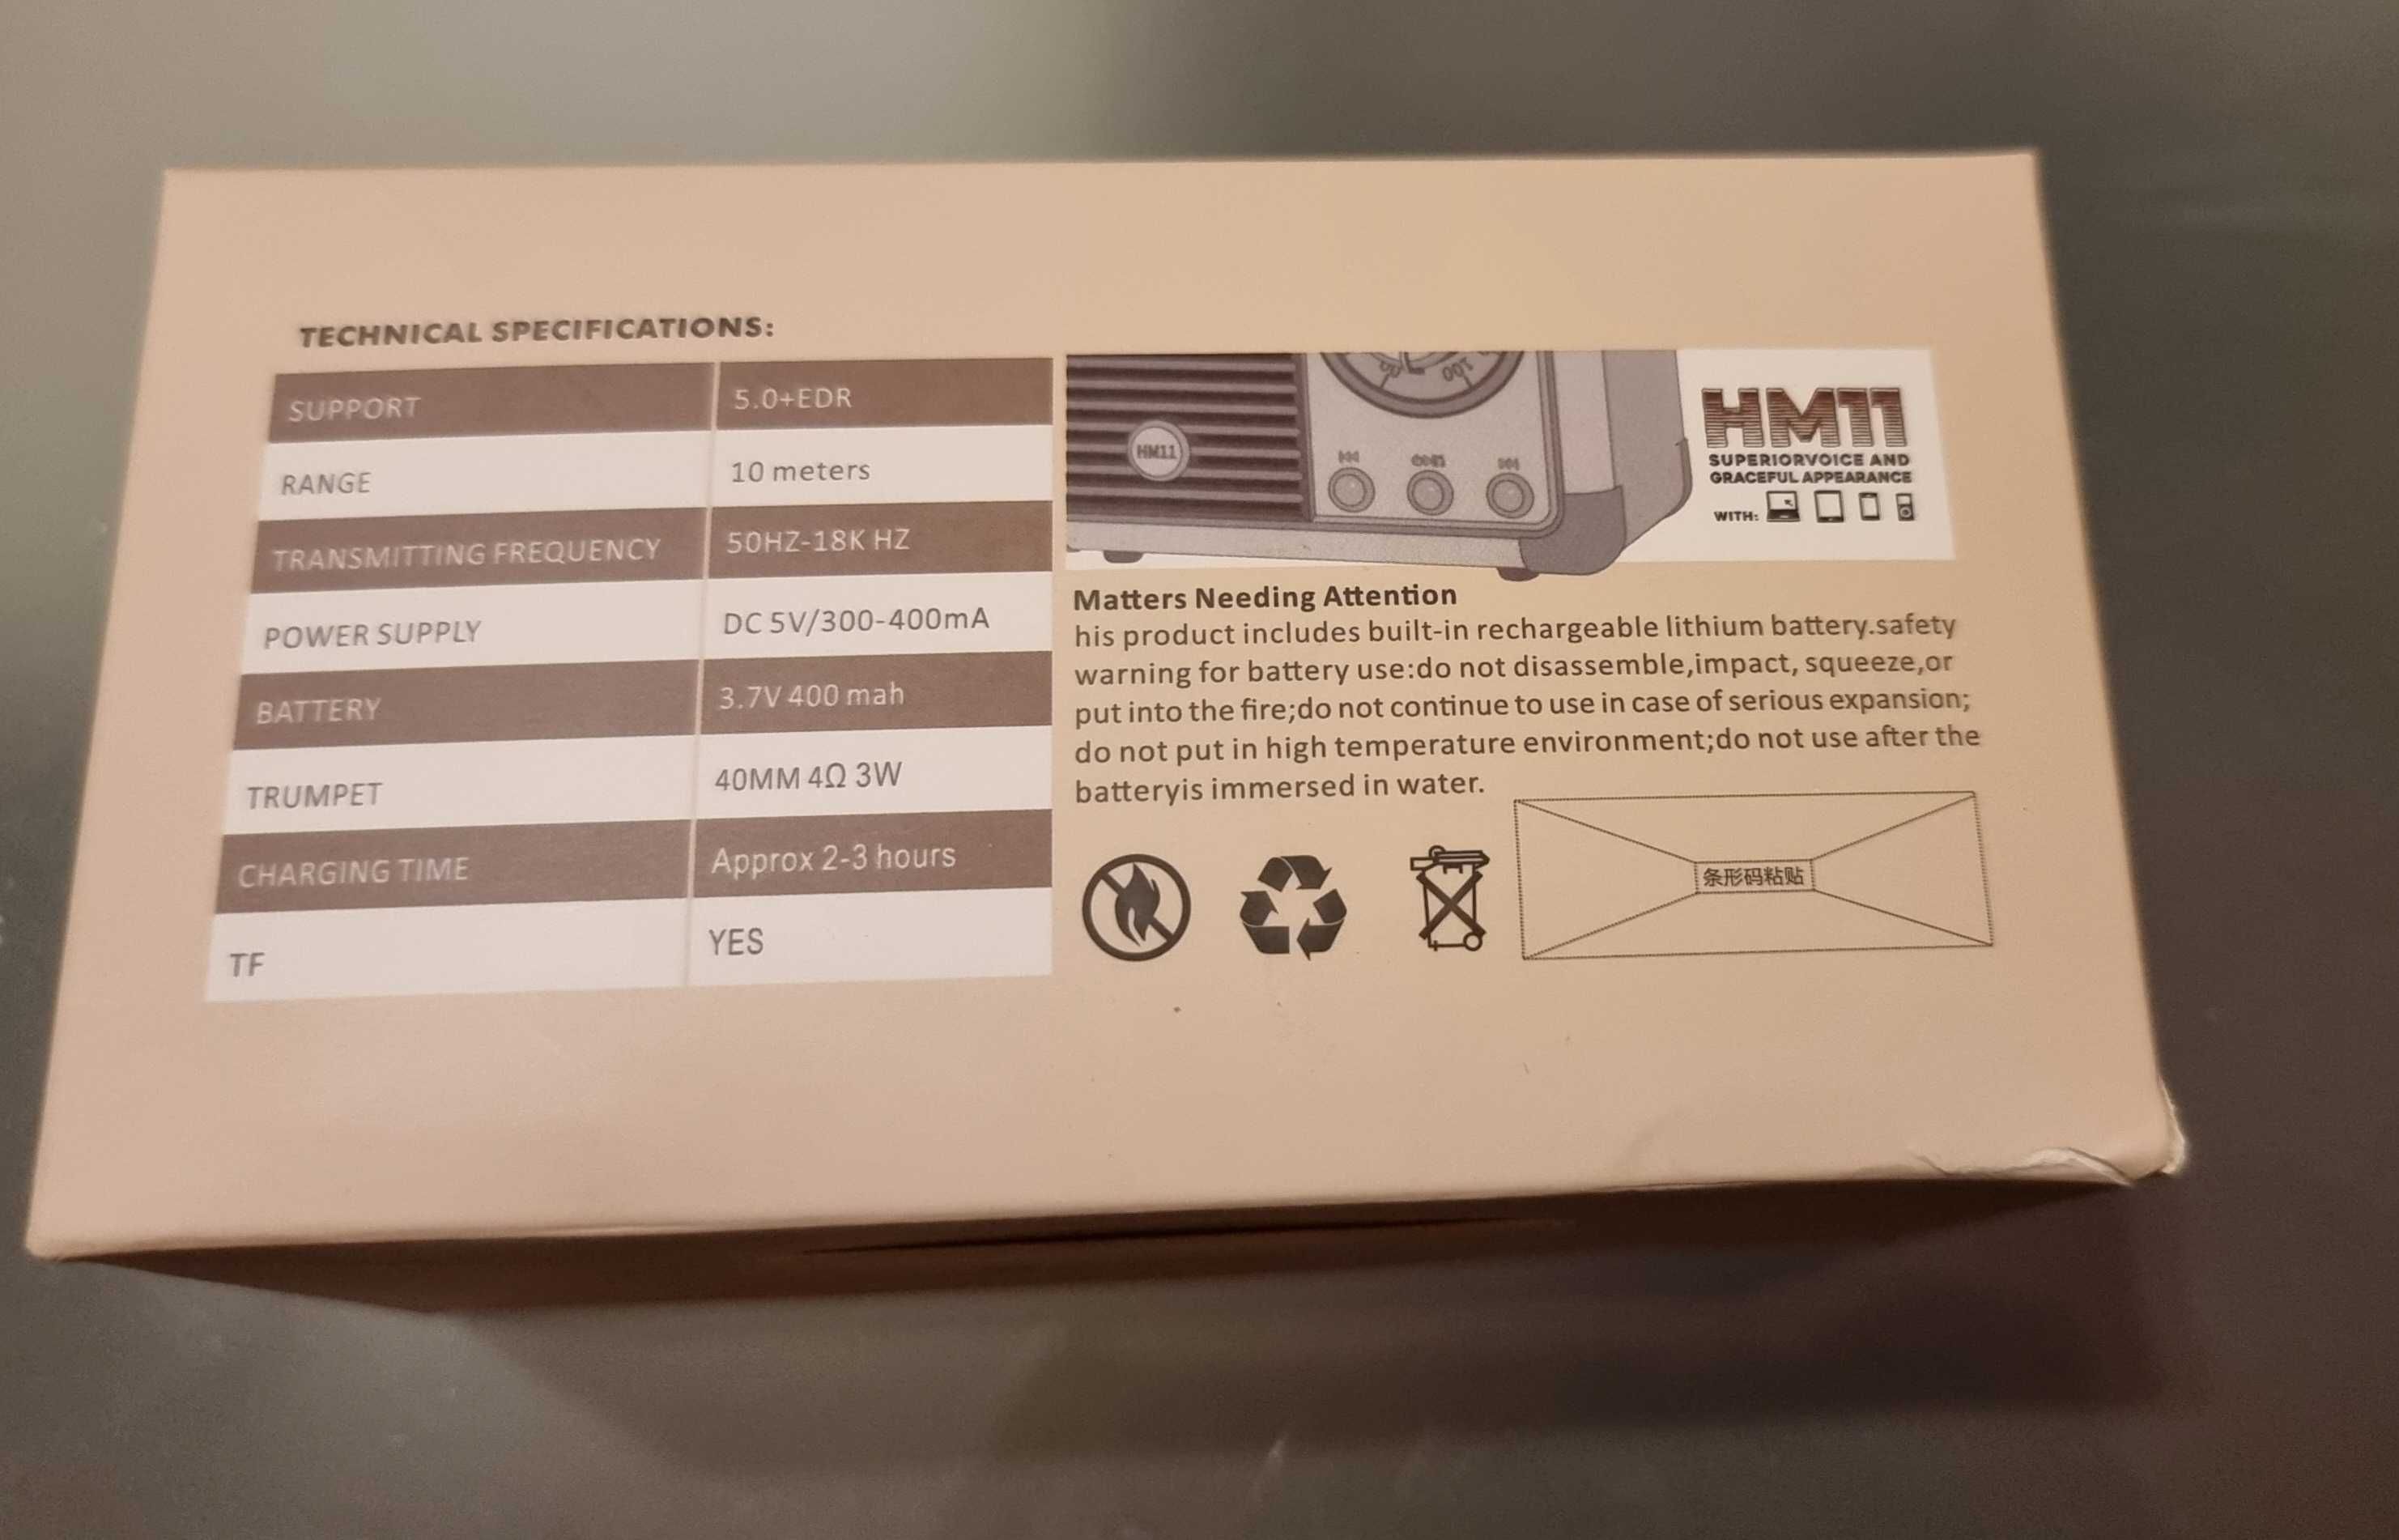 TECHNICAL SPECIFICATIONS:
SUPPORT 5.0+EDR
RANGE 10 meters
TRANSMITTING FREQUENCY 50HZ-18K HZ
POWER SUPPLY DC 5V/300-400mA
BATTERY 3.7V 400 mah
TRUMPET 40MM 4Ω 3W
CHARGING TIME Approx 2-3 hours
TF YES
100
HM11
HM11
SUPERIORVOICE AND
GRACEFUL APPEARANCE
WITH:
Matters Needing Attention
his product includes built-in rechargeable lithium battery.safety
warning for battery use:do not disassemble,impact, squeeze,or
put into the fire;do not continue to use in case of serious expansion;
do not put in high temperature environment;do not use after the
batteryis immersed in water.
条形码粘贴